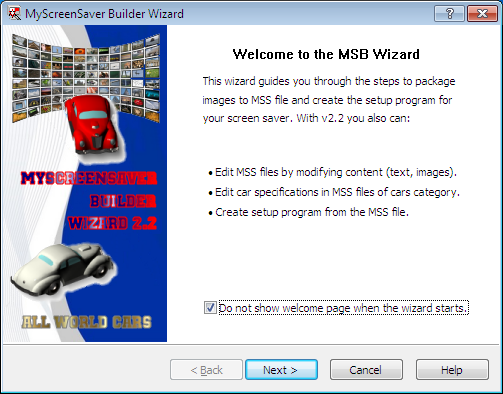 MyScreenSaver Builder Wizard
Welcome to the MSB Wizard
This wizard guides you through the steps to package
images to MSS file and create the setup program for
your screen saver. With v2.2 you also can:
• Edit MSS files by modifying content (text, images).
• Edit car specifications in MSS files of cars category.
• Create setup program from the MSS file.
MYSCREENSAVER
BUILDER
WIZARD 2.2
ALL WORLD CARS
Do not show welcome page when the wizard starts.
< Back
Next >
Cancel
Help